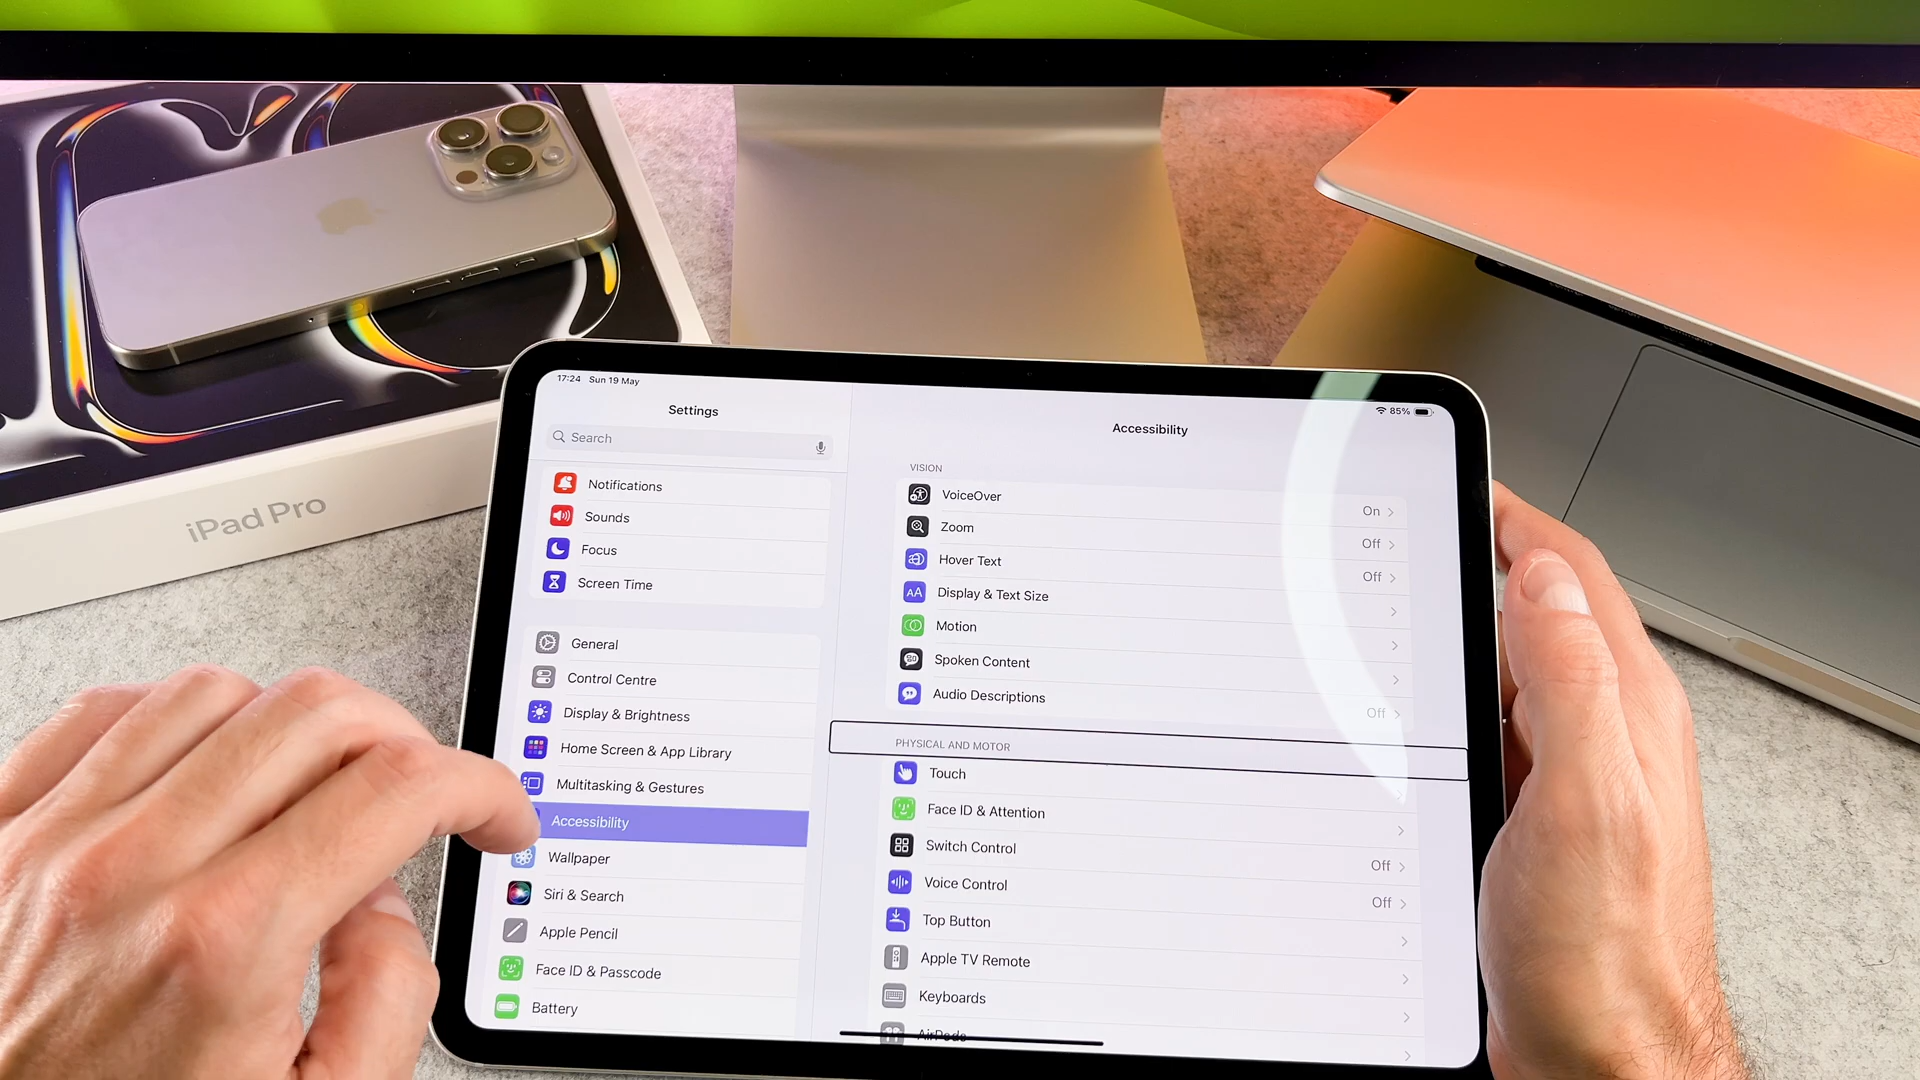 iPad Pro
17:24 Sun 19 May
85%
Settings
Search
Notifications
Sounds
Focus
Screen Time
General
Control Centre
Display & Brightness
Home Screen & App Library
Multitasking & Gestures
Accessibility
Wallpaper
Siri & Search
Apple Pencil
Face ID & Passcode
Battery
Accessibility
VISION
VoiceOver On
Zoom Off
Hover Text Off
AA Display & Text Size
Motion
Spoken Content
Audio Descriptions Off
PHYSICAL AND MOTOR
Touch
Face ID & Attention
Switch Control Off
Voice Control Off
Top Button
Apple TV Remote
Keyboards
AirPods